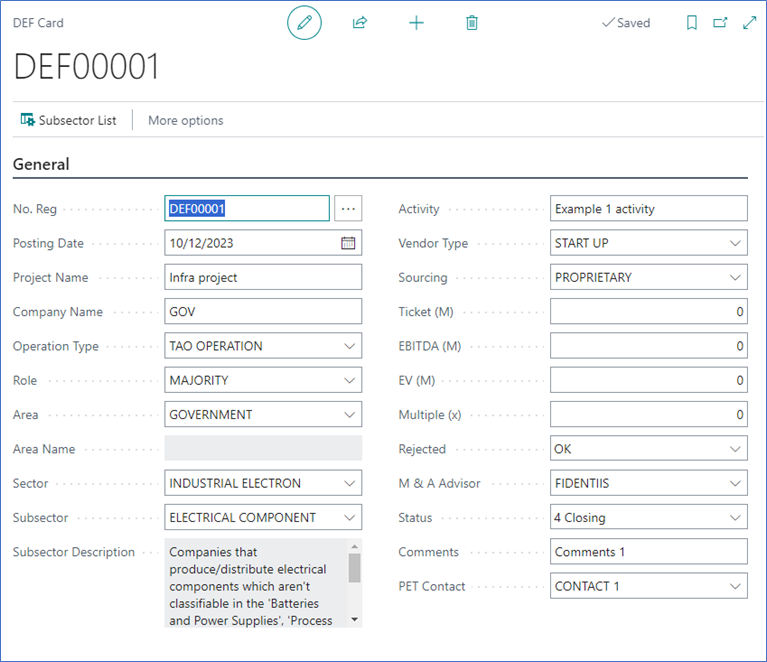 DEF Card
Saved
DEF00001
Subsector List
More options
General
No. Reg
DEF00001
Posting Date
10/12/2023
Project Name
Infra project
Company Name
GOV
Operation Type
TAO OPERATION
Role
MAJORITY
Area
GOVERNMENT
Area Name
Sector
INDUSTRIAL ELECTRON
Subsector
ELECTRICAL COMPONENT
Subsector Description
Companies that
produce/distribute electrical
components which aren't
classifiable in the 'Batteries
and Power Supplies', 'Process
Activity
Example 1 activity
Vendor Type
START UP
Sourcing
PROPRIETARY
Ticket (M)
0
EBITDA (M)
0
EV (M)
0
Multiple (x)
0
Rejected
OK
M & A Advisor
FIDENTIIS
Status
4 Closing
Comments
Comments 1
PET Contact
CONTACT 1